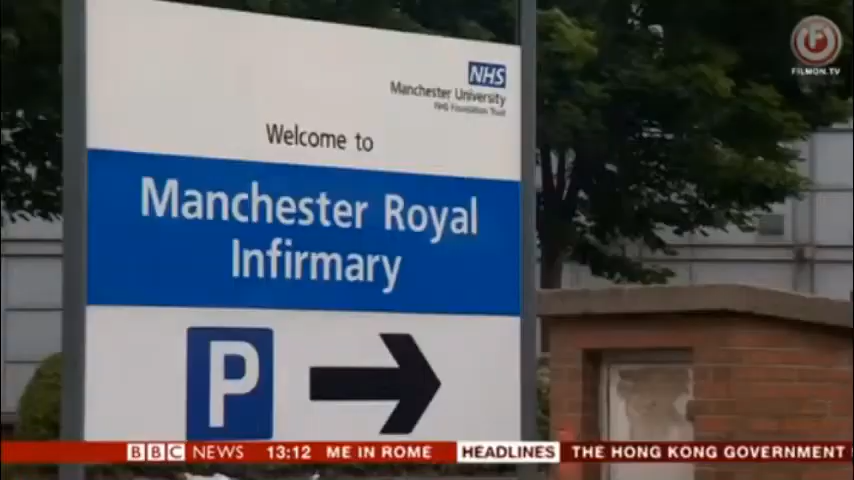 FILMON.TV
NHS
Manchester University
NHS Foundation Trust
Welcome to
Manchester Royal
Infirmary
P
BBC NEWS 13:12 ME IN ROME HEADLINES THE HONG KONG GOVERNMENT